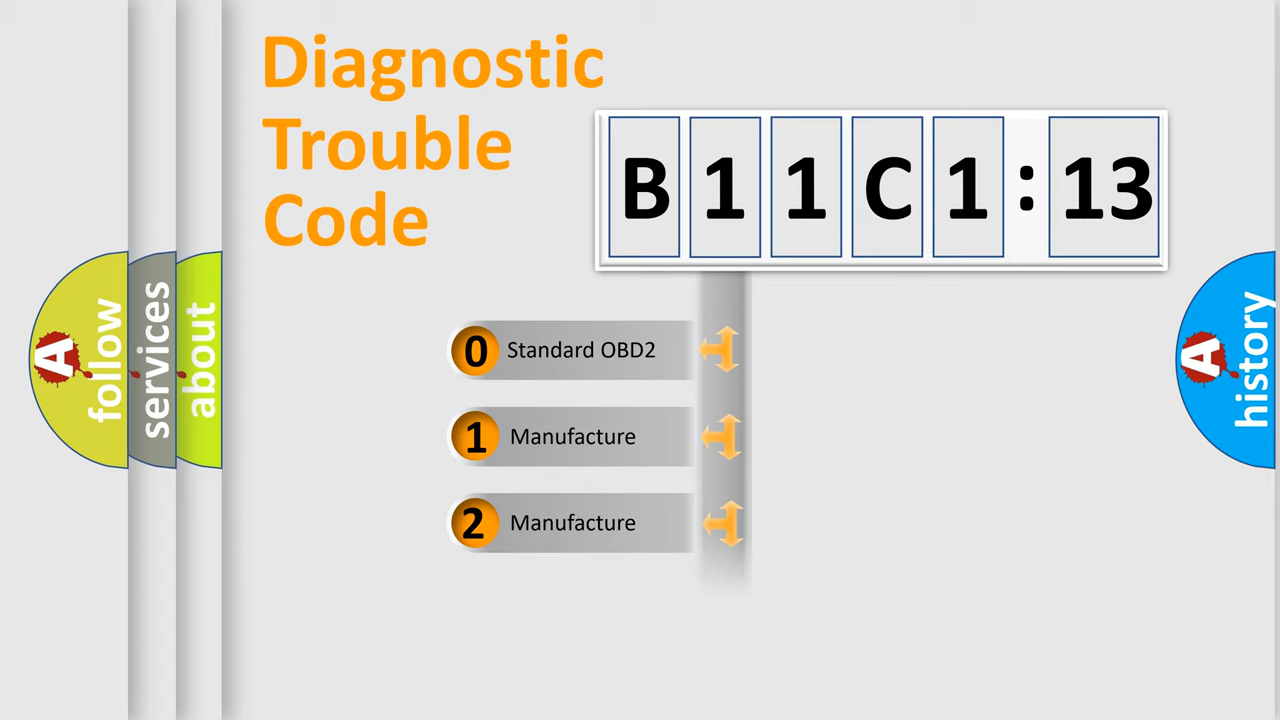 Diagnostic
Trouble
Code
B 1 1 C 1 : 13
0 Standard OBD2
1 Manufacture
2 Manufacture
A follow
services
about
A history